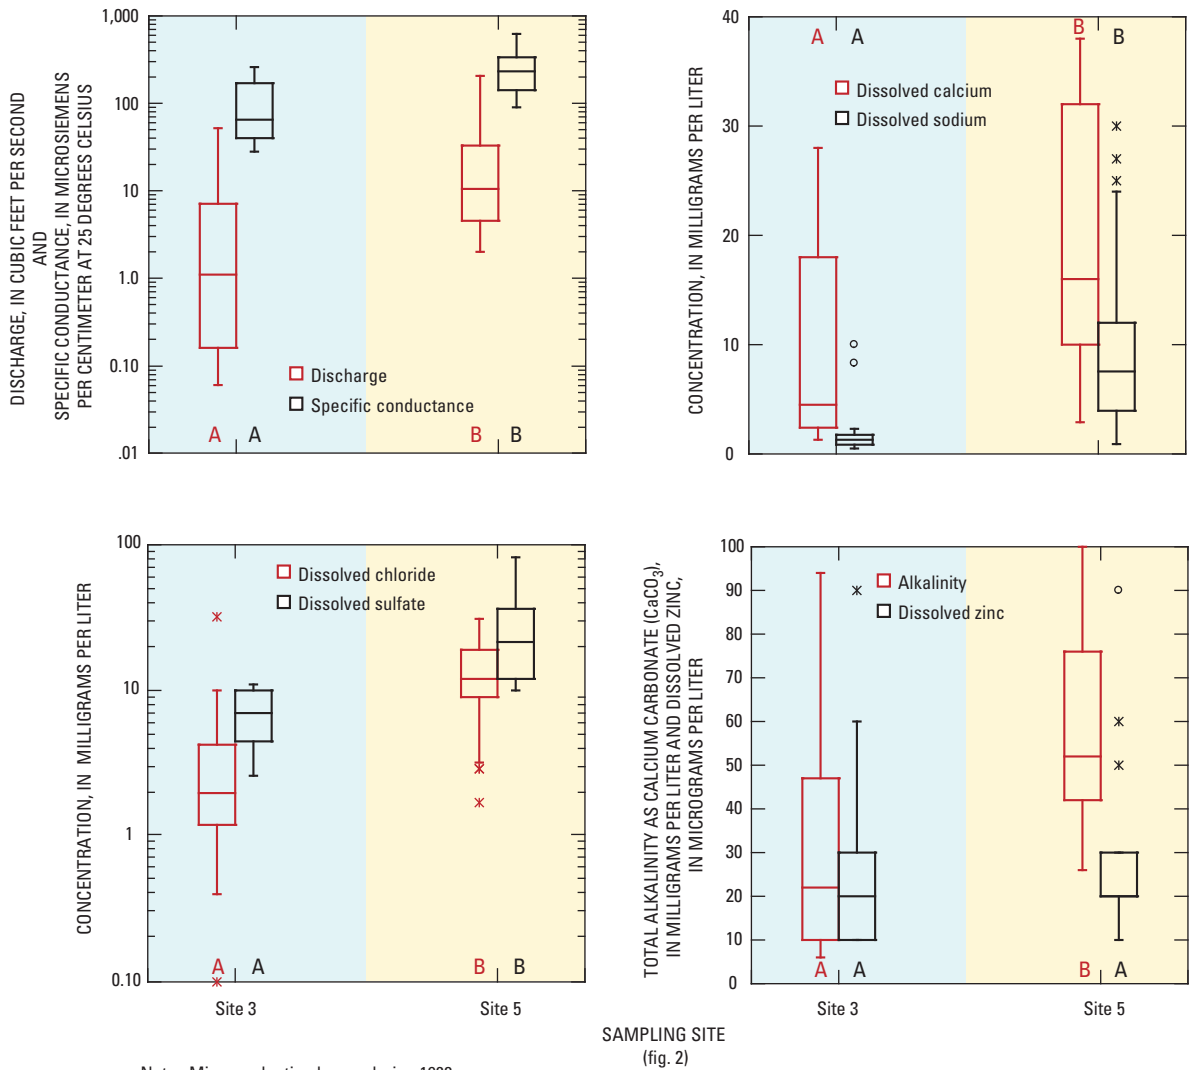 DISCHARGE, IN CUBIC FEET PER SECOND
AND
SPECIFIC CONDUCTANCE, IN MICROSIEMENS
PER CENTIMETER AT 25 DEGREES CELSIUS
1,000
100
10
1.0
0.10
.01
Discharge
Specific conductance
A A B B
CONCENTRATION, IN MILLIGRAMS PER LITER
40
30
20
10
0
A A B B
Dissolved calcium
Dissolved sodium
CONCENTRATION, IN MILLIGRAMS PER LITER
100
10
1
0.10
Dissolved chloride
Dissolved sulfate
A A B B
Site 3 Site 5
TOTAL ALKALINITY AS CALCIUM CARBONATE (CaCO3),
IN MILLIGRAMS PER LITER AND DISSOLVED ZINC,
IN MICROGRAMS PER LITER
100
90
80
70
60
50
40
30
20
10
0
Alkalinity
Dissolved zinc
A A B A
Site 3 Site 5
SAMPLING SITE
(fig. 2)